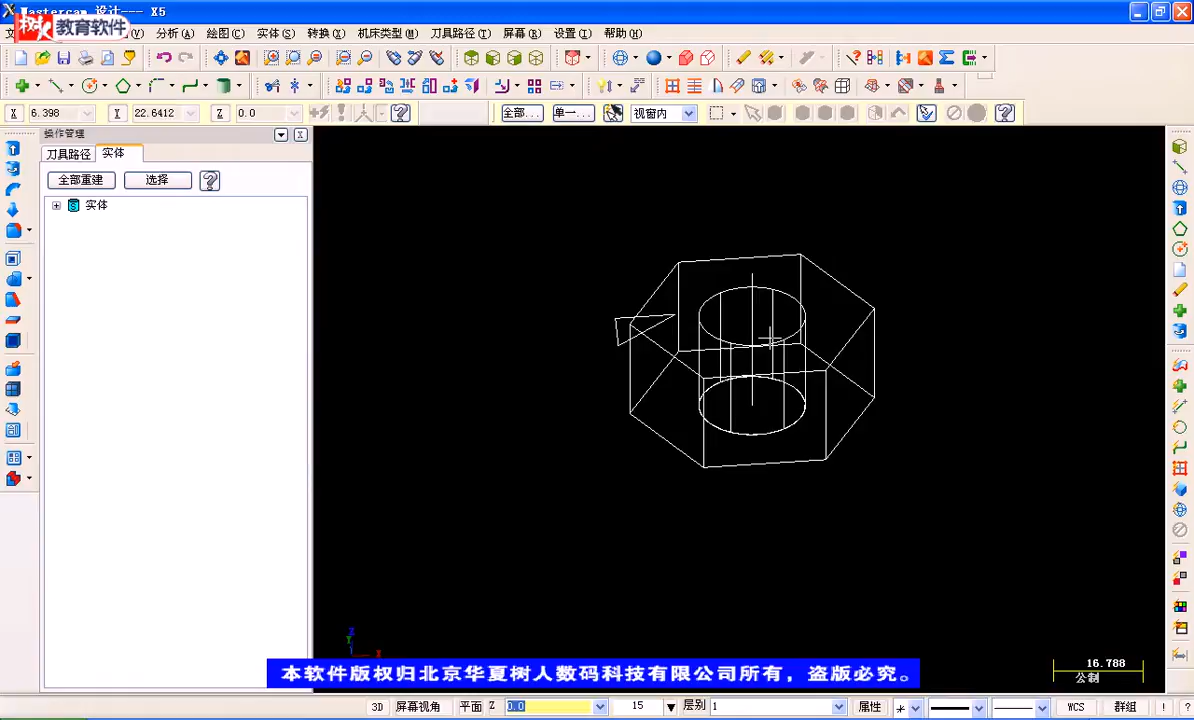 Mastercam 设计--- X5
树人 教育软件
(V) 分析(A) 绘图(C) 实体(S) 转换(X) 机床类型(M) 刀具路径(T) 屏幕(R) 设置(I) 帮助(H)
X 6.398 Y 22.6412 Z 0.0 全部... 单一... 视窗内
操作管理
刀具路径 实体
全部重建 选择
实体
16.788
公制
本软件版权归北京华夏树人数码科技有限公司所有，盗版必究。
3D 屏幕视角 平面 Z 0.0 15 层别 1 属性 WCS 群组 ! ?